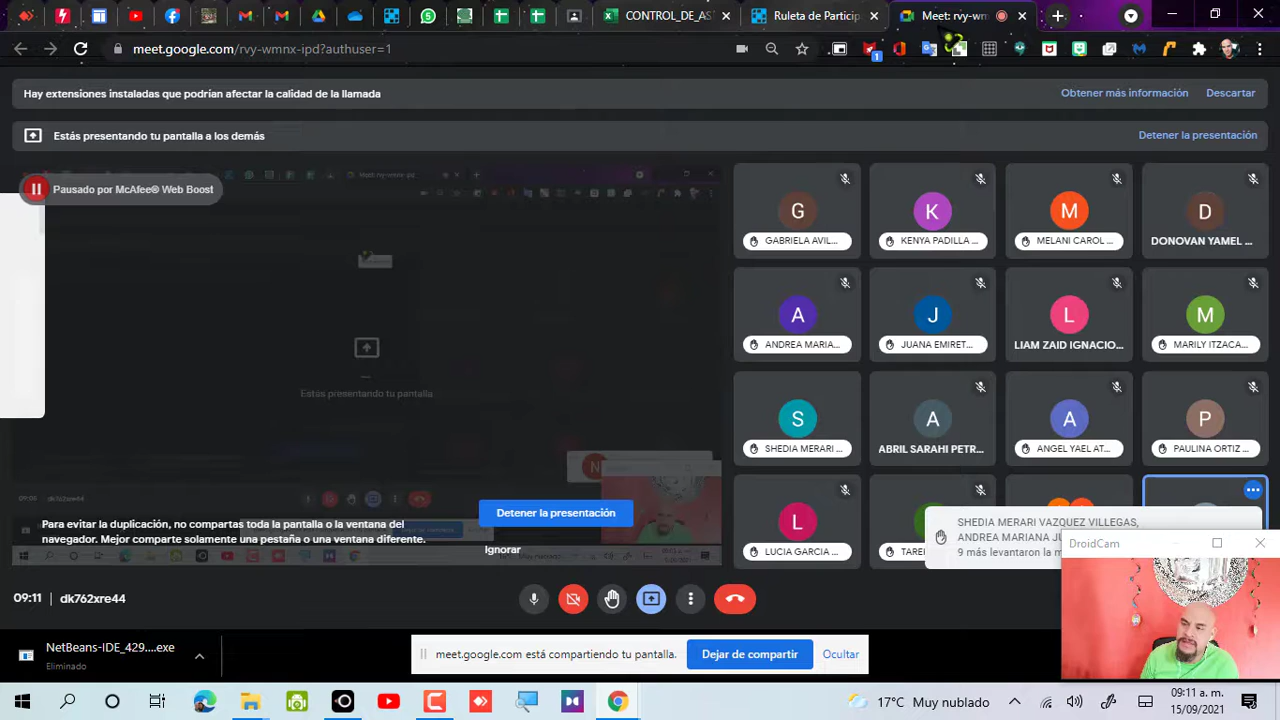 CONTROL_DE_AS
Ruleta de Particip
Meet: rvy-wmn
meet.google.com/rvy-wmnx-ipd?authuser=1
1
Hay extensiones instaladas que podrían afectar la calidad de la llamada
Obtener más información
Descartar
Estás presentando tu pantalla a los demás
Detener la presentación
Pausado por McAfee® Web Boost
G
K
M
D
GABRIELA AVIL...
KENYA PADILLA ...
MELANI CAROL ...
DONOVAN YAMEL ...
A
J
L
M
ANDREA MARIA...
JUANA EMIRET...
LIAM ZAID IGNACIO...
MARILY ITZACA...
Estás presentando tu pantalla
S
A
A
P
SHEDIA MERARI ...
ABRIL SARAHI PETR...
ANGEL YAEL AT...
PAULINA ORTIZ ...
N
L
LUCIA GARCIA ...
TAREI
SHEDIA MERARI VAZQUEZ VILLEGAS,
ANDREA MARIANA JU
9 más levantaron la m
DroidCam
dk762xre44
Para evitar la duplicación, no compartas toda la pantalla o la ventana del
navegador. Mejor comparte solamente una pestaña o una ventana diferente.
Detener la presentación
Ignorar
09:11 | dk762xre44
NetBeans-IDE_429....exe
Eliminado
meet.google.com está compartiendo tu pantalla.
Dejar de compartir
Ocultar
17°C Muy nublado
09:11 a. m.
15/09/2021